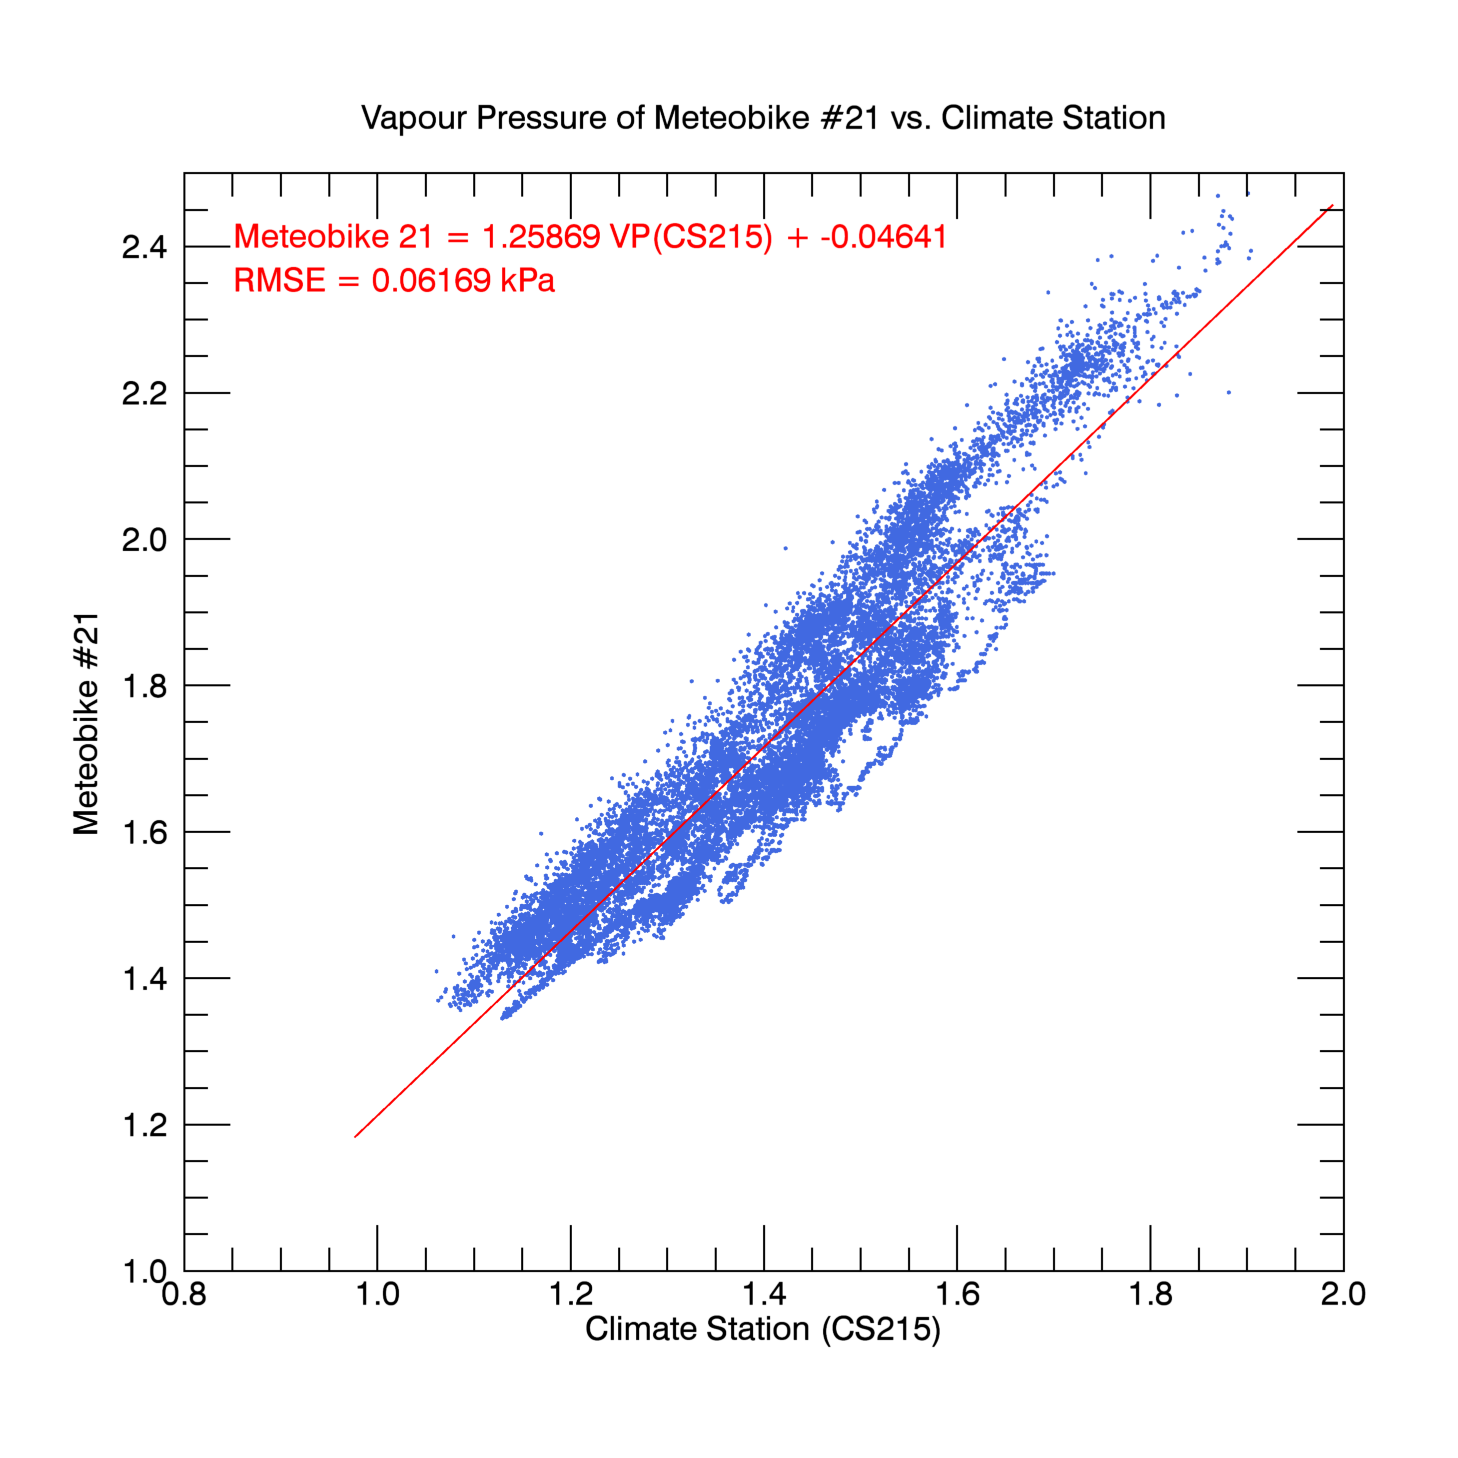 Vapour Pressure of Meteobike #21 vs. Climate Station
Meteobike 21 = 1.25869 VP(CS215) + -0.04641
RMSE = 0.06169 kPa
Meteobike #21
2.4
2.2
2.0
1.8
1.6
1.4
1.2
1.0
0.8 1.0 1.2 1.4 1.6 1.8 2.0
Climate Station (CS215)